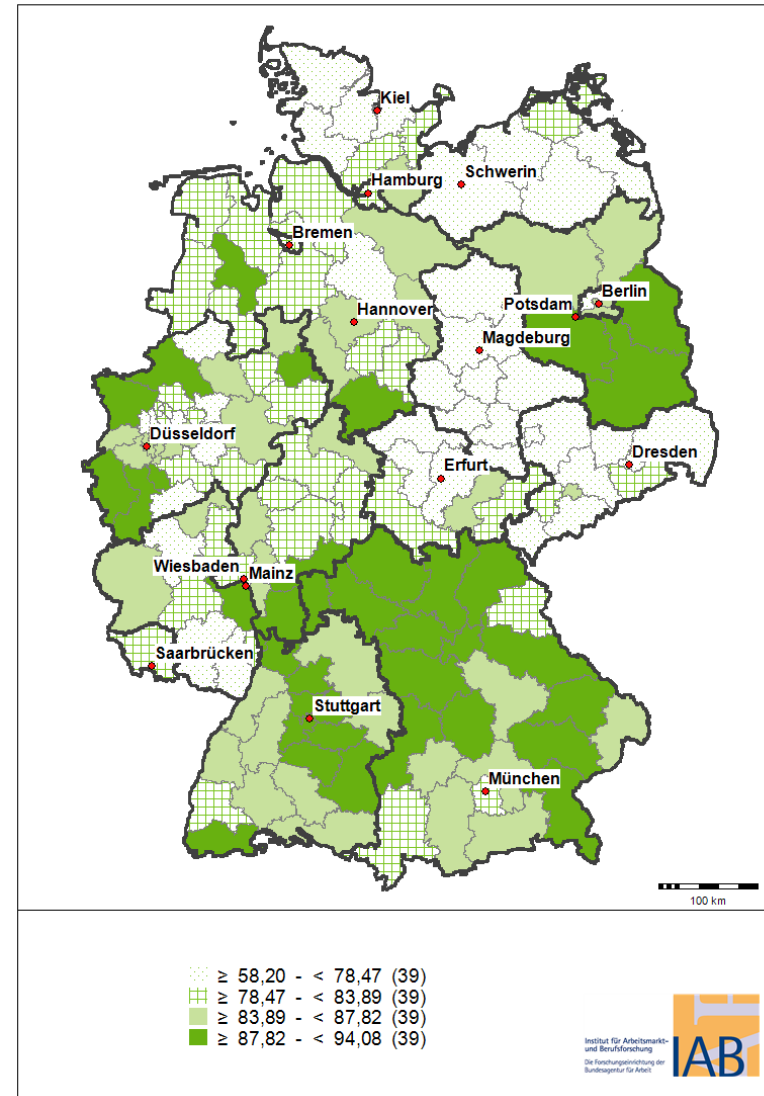 Kiel
Schwerin
Hamburg
Bremen
Berlin
Potsdam
Hannover
Magdeburg
Düsseldorf
Dresden
Erfurt
Wiesbaden
Mainz
Saarbrücken
Stuttgart
München
100 km
≥ 58,20 - < 78,47 (39)
≥ 78,47 - < 83,89 (39)
≥ 83,89 - < 87,82 (39)
≥ 87,82 - < 94,08 (39)
Institut für Arbeitsmarkt-
und Berufsforschung
Die Forschungseinrichtung der
Bundesagentur für Arbeit
IAB